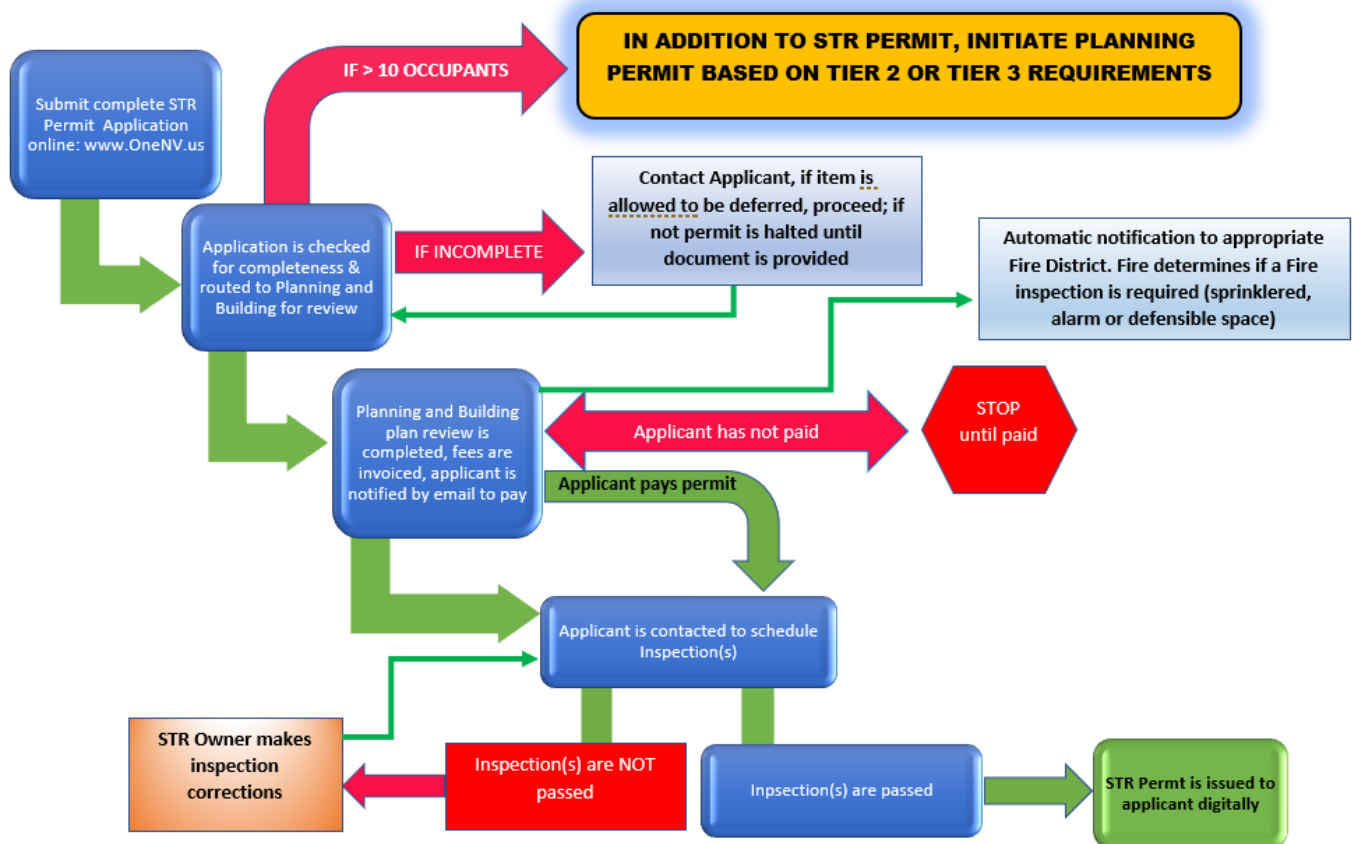 IN ADDITION TO STR PERMIT, INITIATE PLANNING
PERMIT BASED ON TIER 2 OR TIER 3 REQUIREMENTS
IF > 10 OCCUPANTS
Submit complete STR
Permit Application
online: www.OneNV.us
Contact Applicant, if item is
allowed to be deferred, proceed; if
not permit is halted until
document is provided
IF INCOMPLETE
Application is checked
for completeness &
routed to Planning and
Building for review
Automatic notification to appropriate
Fire District. Fire determines if a Fire
inspection is required (sprinklered,
alarm or defensible space)
Planning and Building
plan review is
completed, fees are
invoiced, applicant is
notified by email to pay
Applicant has not paid
STOP
until paid
Applicant pays permit
Applicant is contacted to schedule
Inspection(s)
STR Owner makes
inspection
corrections
Inspection(s) are NOT
passed
Inpsection(s) are passed
STR Permt is issued to
applicant digitally